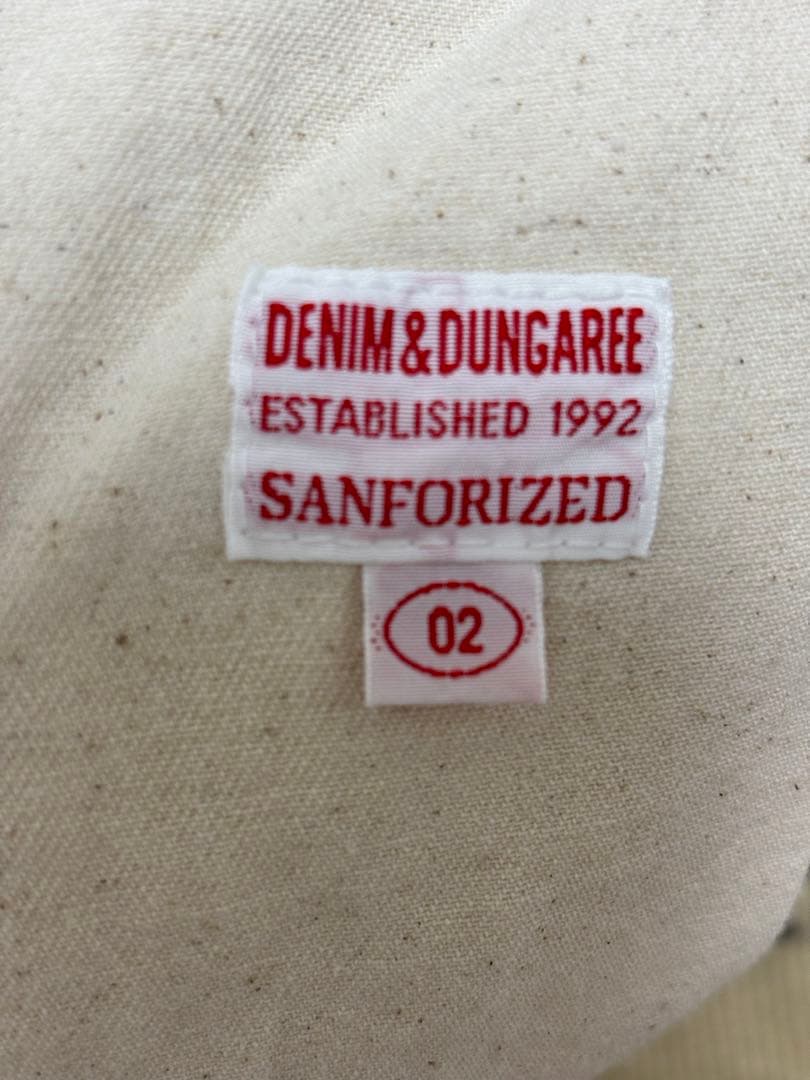 DENIM & DUNGAREE
ESTABLISHED 1992
SANFORIZED
02